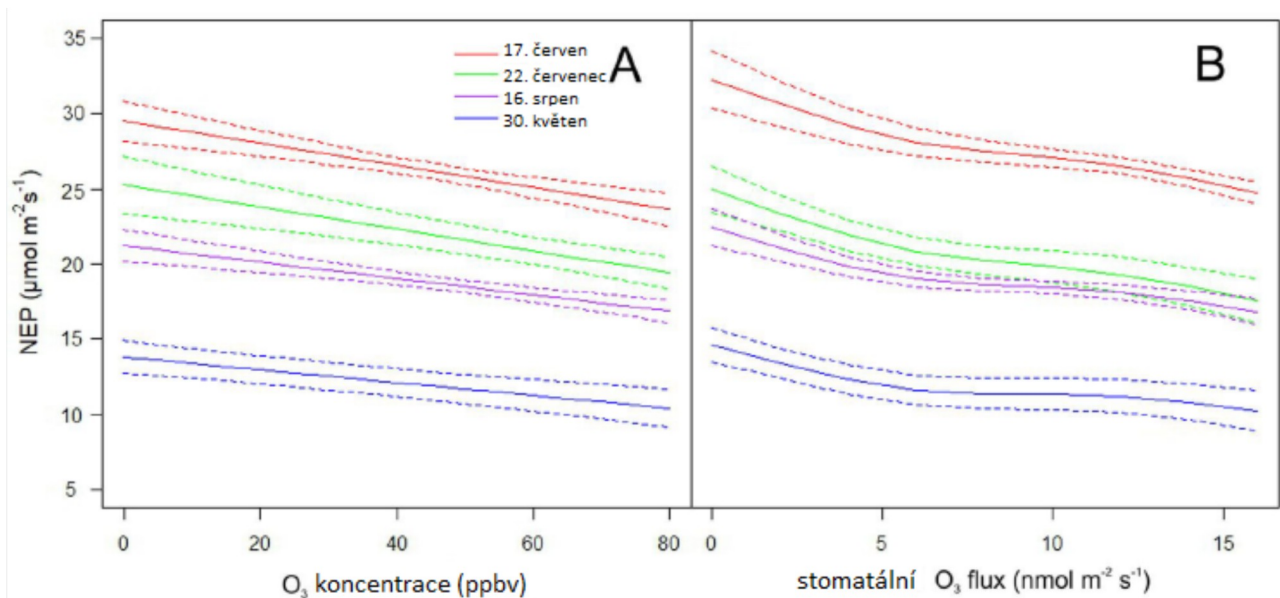 35
30
25
20
15
10
5
NEP (μmol m⁻²s⁻¹)
17. červen
22. červenec
16. srpen
30. květen
A
B
0 20 40 60 80
0 5 10 15
O₃ koncentrace (ppbv)
stomatální O₃ flux (nmol m⁻² s⁻¹)